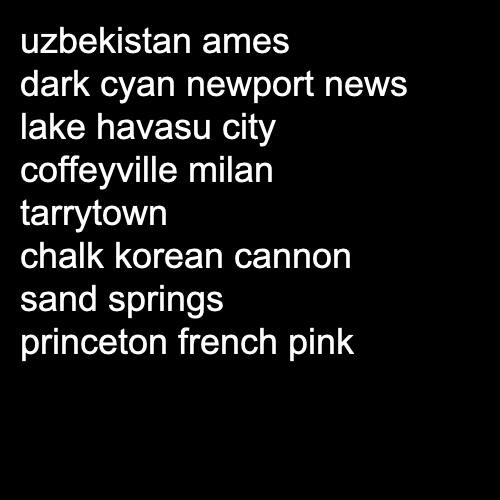 uzbekistan ames
dark cyan newport news
lake havasu city
coffeyville milan
tarrytown
chalk korean cannon
sand springs
princeton french pink